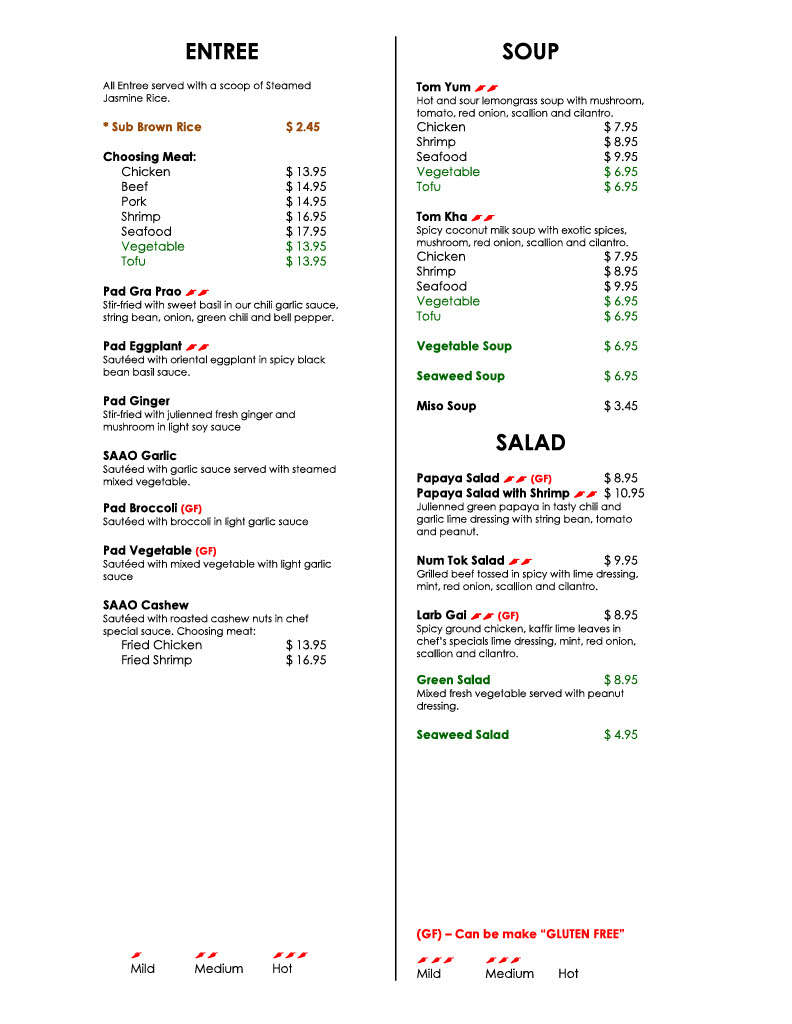 ENTREE
All Entree served with a scoop of Steamed
Jasmine Rice.
* Sub Brown Rice $ 2.45
Choosing Meat:
Chicken $ 13.95
Beef $ 14.95
Pork $ 14.95
Shrimp $ 16.95
Seafood $ 17.95
Vegetable $ 13.95
Tofu $ 13.95
Pad Gra Prao
Stir-fried with sweet basil in our chili garlic sauce,
string bean, onion, green chili and bell pepper.
Pad Eggplant
Sautéed with oriental eggplant in spicy black
bean basil sauce.
Pad Ginger
Stir-fried with julienned fresh ginger and
mushroom in light soy sauce
SAAO Garlic
Sautéed with garlic sauce served with steamed
mixed vegetable.
Pad Broccoli (GF)
Sautéed with broccoli in light garlic sauce
Pad Vegetable (GF)
Sautéed with mixed vegetable with light garlic
sauce
SAAO Cashew
Sautéed with roasted cashew nuts in chef
special sauce. Choosing meat:
Fried Chicken $ 13.95
Fried Shrimp $ 16.95
Mild Medium Hot
SOUP
Tom Yum
Hot and sour lemongrass soup with mushroom,
tomato, red onion, scallion and cilantro.
Chicken $ 7.95
Shrimp $ 8.95
Seafood $ 9.95
Vegetable $ 6.95
Tofu $ 6.95
Tom Kha
Spicy coconut milk soup with exotic spices,
mushroom, red onion, scallion and cilantro.
Chicken $ 7.95
Shrimp $ 8.95
Seafood $ 9.95
Vegetable $ 6.95
Tofu $ 6.95
Vegetable Soup $ 6.95
Seaweed Soup $ 6.95
Miso Soup $ 3.45
SALAD
Papaya Salad (GF) $ 8.95
Papaya Salad with Shrimp $ 10.95
Julienned green papaya in tasty chili and
garlic lime dressing with string bean, tomato
and peanut.
Num Tok Salad $ 9.95
Grilled beef tossed in spicy with lime dressing,
mint, red onion, scallion and cilantro.
Larb Gai (GF) $ 8.95
Spicy ground chicken, kaffir lime leaves in
chef's specials lime dressing, mint, red onion,
scallion and cilantro.
Green Salad $ 8.95
Mixed fresh vegetable served with peanut
dressing.
Seaweed Salad $ 4.95
(GF) – Can be make “GLUTEN FREE”
Mild Medium Hot